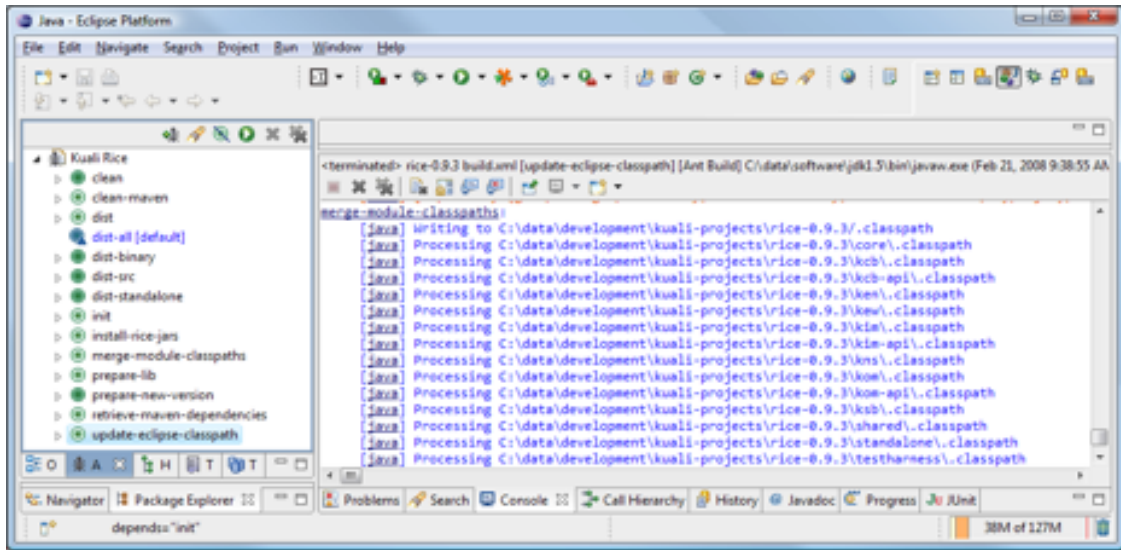 Java - Eclipse Platform
File Edit Navigate Search Project Run Window Help
Kuali Rice
clean
clean-maven
dist
dist-all [default]
dist-binary
dist-src
dist-standalone
init
install-rice-jars
merge-module-classpaths
prepare-lib
prepare-new-version
retrieve-maven-dependencies
update-eclipse-classpath
O A H T T
<terminated> rice-0.9.3 build.xml [update-eclipse-classpath] [Ant Build] C:\data\software\jdk1.5\bin\javaw.exe (Feb 21, 2008 9:38:55 AM
merge-module-classpaths:
[java] Writing to C:\data\development\kuali-projects\rice-0.9.3/.classpath
[java] Processing C:\data\development\kuali-projects\rice-0.9.3\core\.classpath
[java] Processing C:\data\development\kuali-projects\rice-0.9.3\kcb\.classpath
[java] Processing C:\data\development\kuali-projects\rice-0.9.3\kcb-api\.classpath
[java] Processing C:\data\development\kuali-projects\rice-0.9.3\ken\.classpath
[java] Processing C:\data\development\kuali-projects\rice-0.9.3\kew\.classpath
[java] Processing C:\data\development\kuali-projects\rice-0.9.3\kim\.classpath
[java] Processing C:\data\development\kuali-projects\rice-0.9.3\kim-api\.classpath
[java] Processing C:\data\development\kuali-projects\rice-0.9.3\kns\.classpath
[java] Processing C:\data\development\kuali-projects\rice-0.9.3\kom\.classpath
[java] Processing C:\data\development\kuali-projects\rice-0.9.3\kom-api\.classpath
[java] Processing C:\data\development\kuali-projects\rice-0.9.3\ksb\.classpath
[java] Processing C:\data\development\kuali-projects\rice-0.9.3\shared\.classpath
[java] Processing C:\data\development\kuali-projects\rice-0.9.3\standalone\.classpath
[java] Processing C:\data\development\kuali-projects\rice-0.9.3\testharness\.classpath
Navigator Package Explorer
Problems Search Console Call Hierarchy History Javadoc Progress JUnit
depends="init"
38M of 127M